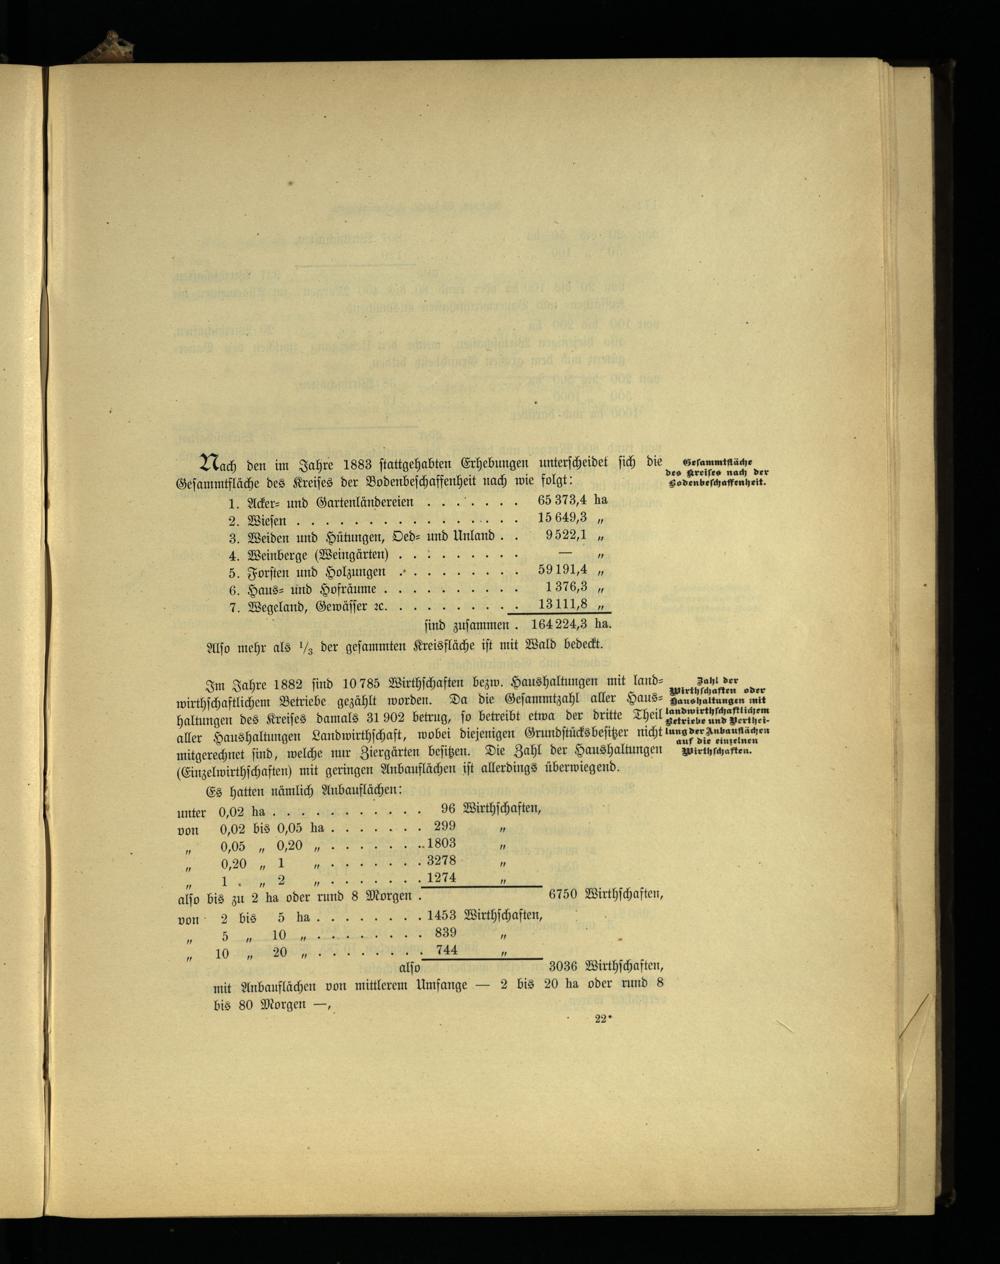 Nach den im Jahre 1883 stattgehabten Erhebungen unterscheidet sich die
Gesammtfläche des Kreises der Bodenbeschaffenheit nach wie folgt:
Gesammtfläche
des Kreises nach der
Bodenbeschaffenheit.
1. Acker- und Gartenländereien . . . . . . . 65 373,4 ha
2. Wiesen . . . . . . . . . . . . . . . . 15 649,3 „
3. Weiden und Hütungen, Oed- und Unland . . 9 522,1 „
4. Weinberge (Weingärten) . . . . . . . . . — „
5. Forsten und Holzungen . . . . . . . . . 59 191,4 „
6. Haus- und Hofräume . . . . . . . . . . 1 376,3 „
7. Wegeland, Gewässer ꝛc. . . . . . . . . . 13 111,8 „
sind zusammen . 164 224,3 ha.
Also mehr als 1/3 der gesammten Kreisfläche ist mit Wald bedeckt.
Im Jahre 1882 sind 10 785 Wirthschaften bezw. Haushaltungen mit land-
wirthschaftlichem Betriebe gezählt worden. Da die Gesammtzahl aller Haus-
haltungen des Kreises damals 31 902 betrug, so betreibt etwa der dritte Theil
aller Haushaltungen Landwirthschaft, wobei diejenigen Grundstücksbesitzer nicht
mitgerechnet sind, welche nur Ziergärten besitzen. Die Zahl der Haushaltungen
(Einzelwirthschaften) mit geringen Anbauflächen ist allerdings überwiegend.
Zahl der
Wirthschaften oder
Haushaltungen mit
landwirthschaftlichem
Betriebe und Verthei-
lung der Anbauflächen
auf die einzelnen
Wirthschaften.
Es hatten nämlich Anbauflächen:
unter 0,02 ha . . . . . . . . . . . 96 Wirthschaften,
von 0,02 bis 0,05 ha . . . . . . . 299 „
„ 0,05 „ 0,20 „ . . . . . . . . 1803 „
„ 0,20 „ 1 „ . . . . . . . 3278 „
„ 1 „ 2 „ . . . . . . . 1274 „
also bis zu 2 ha oder rund 8 Morgen . 6750 Wirthschaften,
von 2 bis 5 ha . . . . . . . . 1453 Wirthschaften,
„ 5 „ 10 „ . . . . . . . . 839 „
„ 10 „ 20 „ . . . . . . . . 744 „
also 3036 Wirthschaften,
mit Anbauflächen von mittlerem Umfange — 2 bis 20 ha oder rund 8
bis 80 Morgen —,
22*